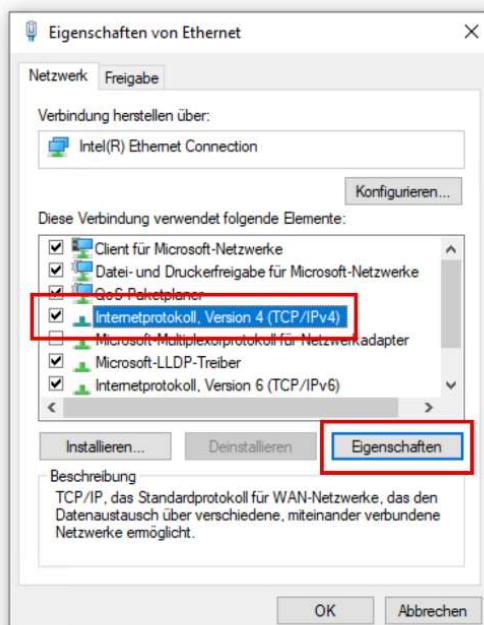 Eigenschaften von Ethernet
Netzwerk
Freigabe
Verbindung herstellen über:
Intel(R) Ethernet Connection
Konfigurieren...
Diese Verbindung verwendet folgende Elemente:
Client für Microsoft-Netzwerke
Datei- und Druckerfreigabe für Microsoft-Netzwerke
QoS-Paketplaner
Internetprotokoll, Version 4 (TCP/IPv4)
Microsoft-Multiplexorprotokoll für Netzwerkadapter
Microsoft-LLDP-Treiber
Internetprotokoll, Version 6 (TCP/IPv6)
Installieren...
Deinstallieren
Eigenschaften
Beschreibung
TCP/IP, das Standardprotokoll für WAN-Netzwerke, das den
Datenaustausch über verschiedene, miteinander verbundene
Netzwerke ermöglicht.
OK
Abbrechen